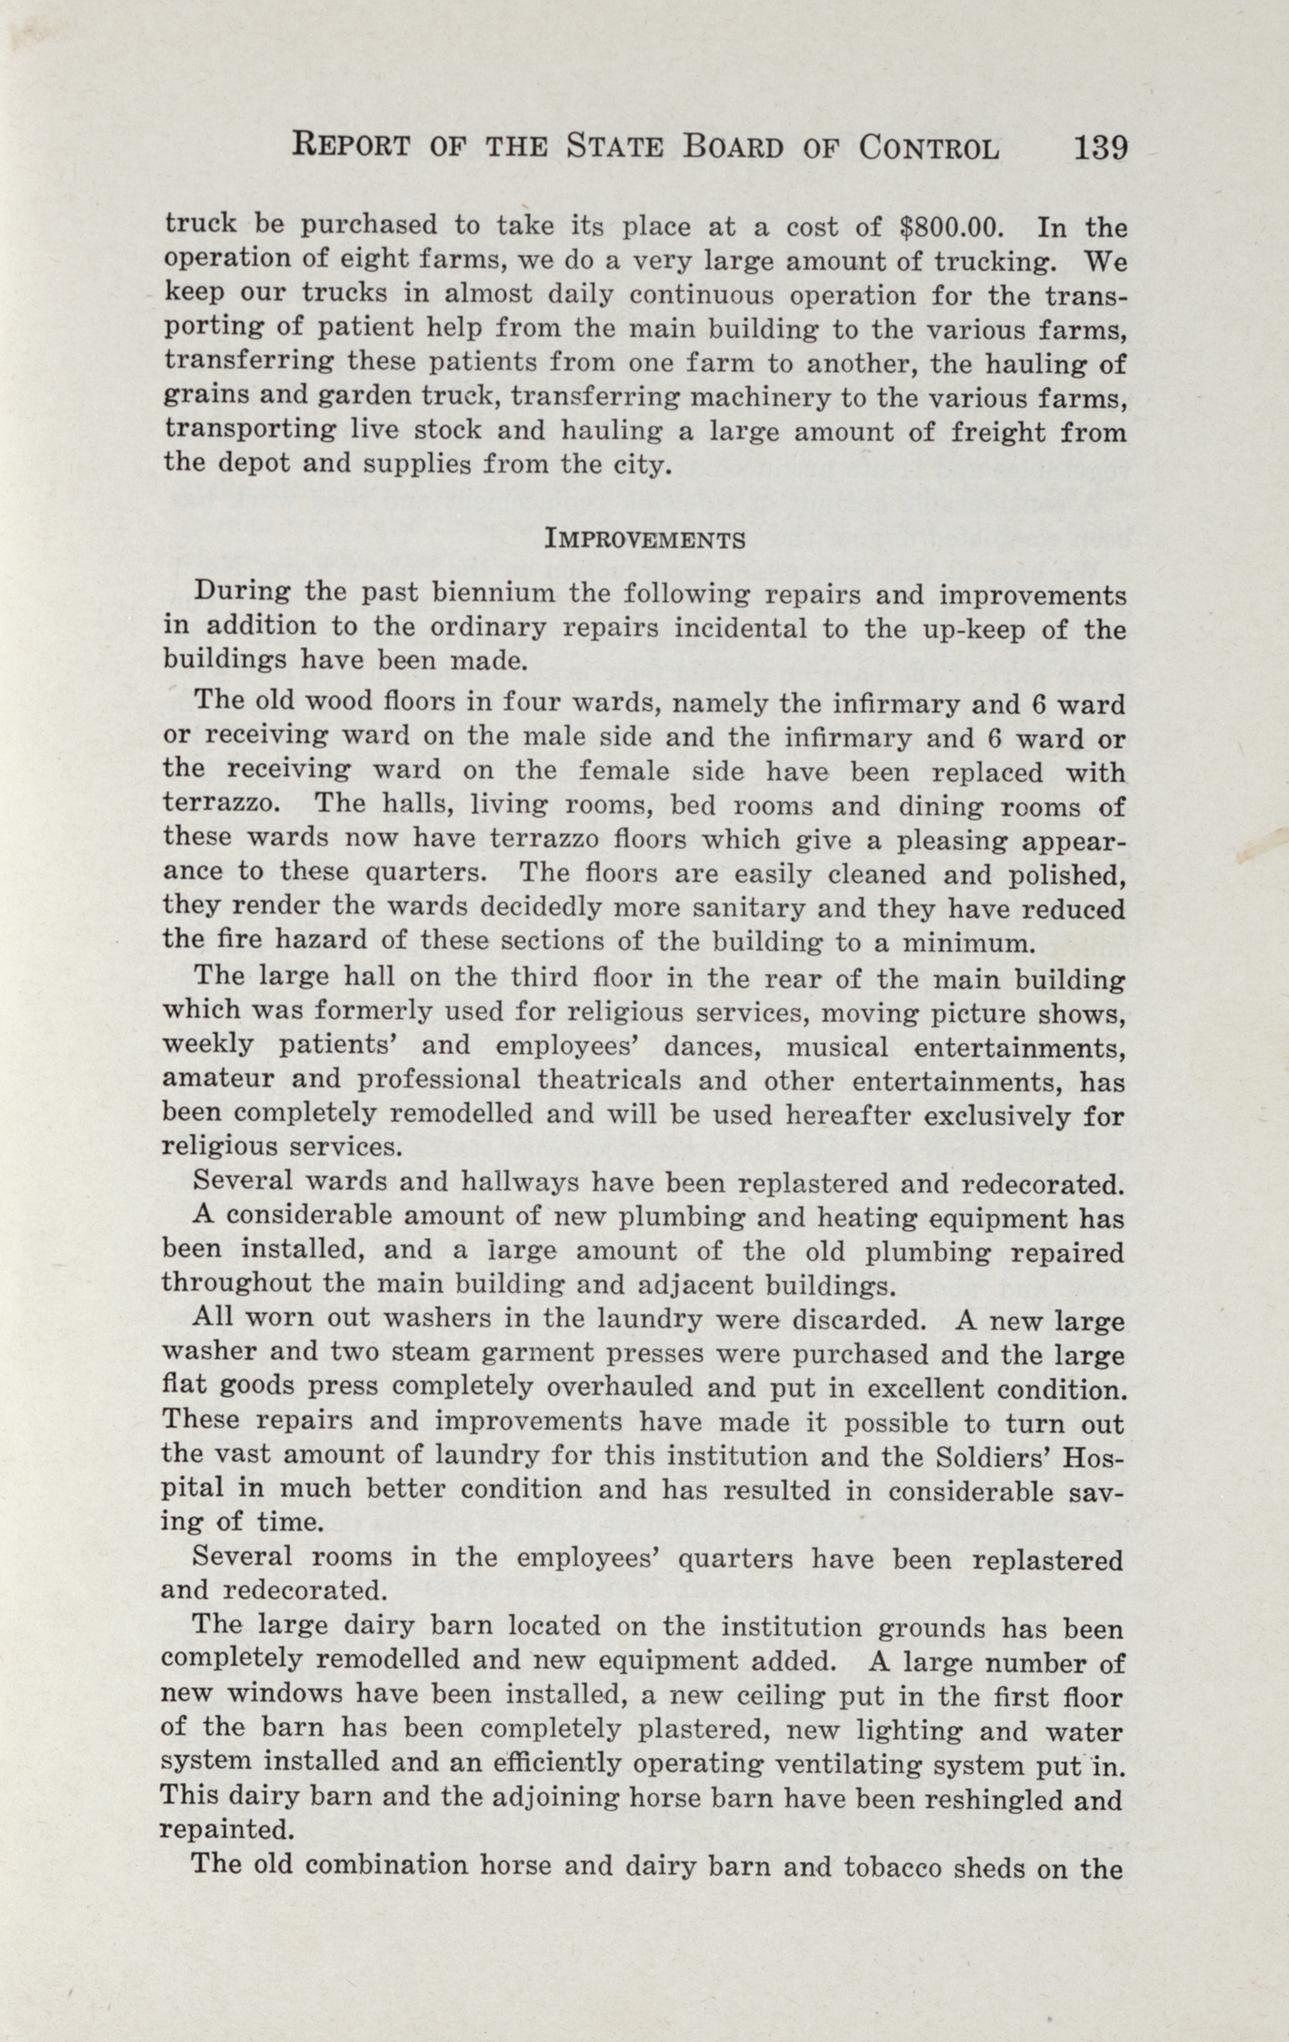 REPORT OF THE STATE BOARD OF CONTROL 139
truck be purchased to take its place at a cost of $800.00. In the
operation of eight farms, we do a very large amount of trucking. We
keep our trucks in almost daily continuous operation for the trans-
porting of patient help from the main building to the various farms,
transferring these patients from one farm to another, the hauling of
grains and garden truck, transferring machinery to the various farms,
transporting live stock and hauling a large amount of freight from
the depot and supplies from the city.
IMPROVEMENTS
During the past biennium the following repairs and improvements
in addition to the ordinary repairs incidental to the up-keep of the
buildings have been made.
The old wood floors in four wards, namely the infirmary and 6 ward
or receiving ward on the male side and the infirmary and 6 ward or
the receiving ward on the female side have been replaced with
terrazzo. The halls, living rooms, bed rooms and dining rooms of
these wards now have terrazzo floors which give a pleasing appear-
ance to these quarters. The floors are easily cleaned and polished,
they render the wards decidedly more sanitary and they have reduced
the fire hazard of these sections of the building to a minimum.
The large hall on the third floor in the rear of the main building
which was formerly used for religious services, moving picture shows,
weekly patients' and employees' dances, musical entertainments,
amateur and professional theatricals and other entertainments, has
been completely remodelled and will be used hereafter exclusively for
religious services.
Several wards and hallways have been replastered and redecorated.
A considerable amount of new plumbing and heating equipment has
been installed, and a large amount of the old plumbing repaired
throughout the main building and adjacent buildings.
All worn out washers in the laundry were discarded. A new large
washer and two steam garment presses were purchased and the large
flat goods press completely overhauled and put in excellent condition.
These repairs and improvements have made it possible to turn out
the vast amount of laundry for this institution and the Soldiers' Hos-
pital in much better condition and has resulted in considerable sav-
ing of time.
Several rooms in the employees' quarters have been replastered
and redecorated.
The large dairy barn located on the institution grounds has been
completely remodelled and new equipment added. A large number of
new windows have been installed, a new ceiling put in the first floor
of the barn has been completely plastered, new lighting and water
system installed and an efficiently operating ventilating system put in.
This dairy barn and the adjoining horse barn have been reshingled and
repainted.
The old combination horse and dairy barn and tobacco sheds on the